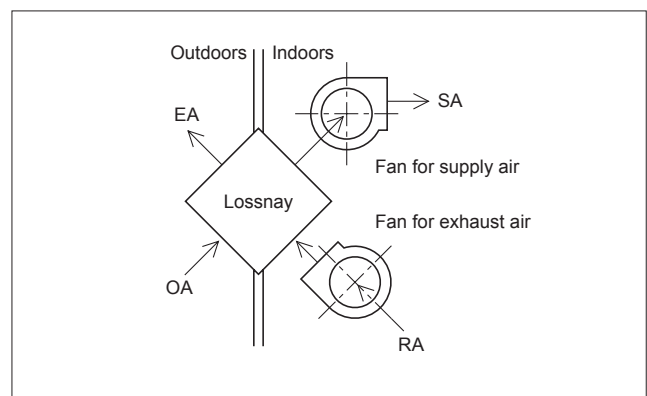 Outdoors Indoors
EA
SA
Fan for supply air
Lossnay
Fan for exhaust air
OA
RA